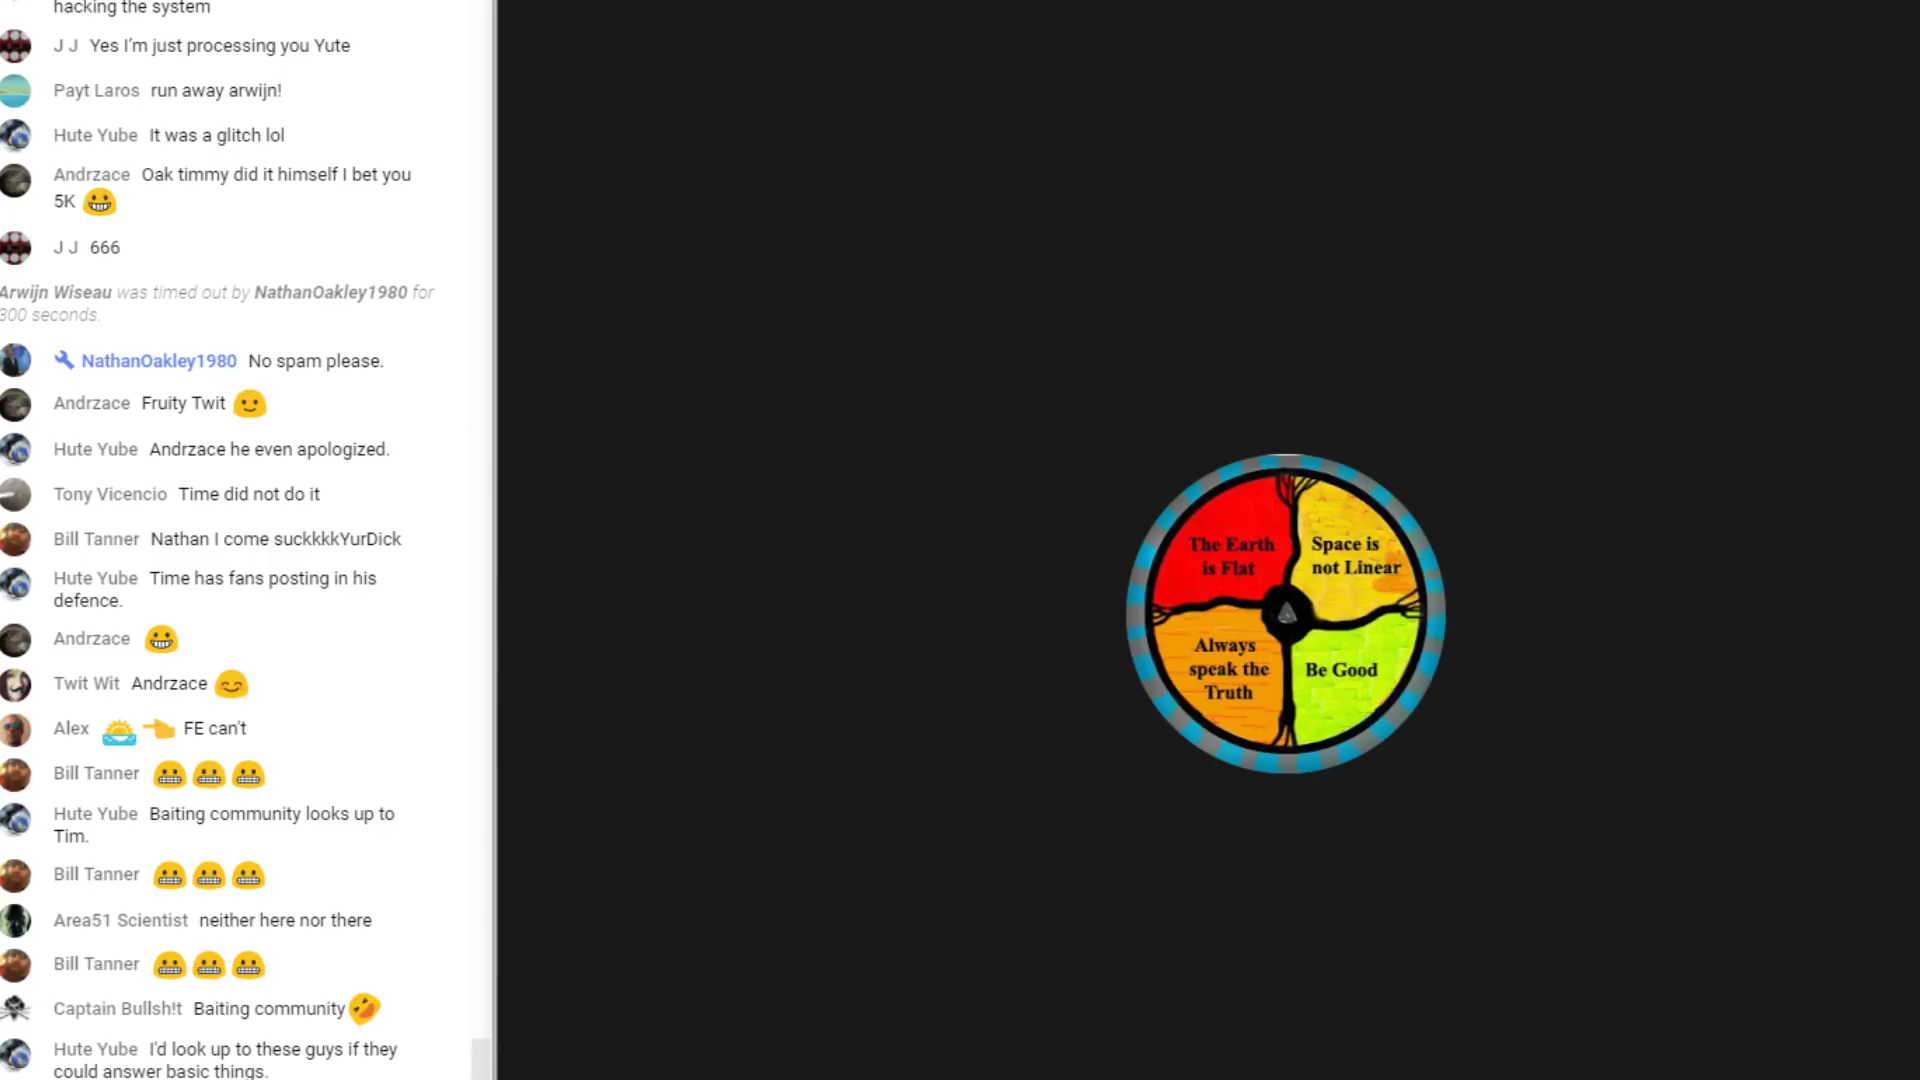 hacking the system
J J Yes I'm just processing you Yute
Payt Laros run away arwijn!
Hute Yube It was a glitch lol
Andrzace Oak timmy did it himself I bet you
5K
J J 666
Arwijn Wiseau was timed out by NathanOakley1980 for
300 seconds.
NathanOakley1980 No spam please.
Andrzace Fruity Twit
Hute Yube Andrzace he even apologized.
Tony Vicencio Time did not do it
Bill Tanner Nathan I come suckkkkYurDick
Hute Yube Time has fans posting in his
defence.
Andrzace
Twit Wit Andrzace
Alex FE can't
Bill Tanner
Hute Yube Baiting community looks up to
Tim.
Bill Tanner
Area51 Scientist neither here nor there
Bill Tanner
Captain Bullsh!t Baiting community
Hute Yube I'd look up to these guys if they
could answer basic things.
The Earth
is Flat
Space is
not Linear
Always
speak the
Truth
Be Good